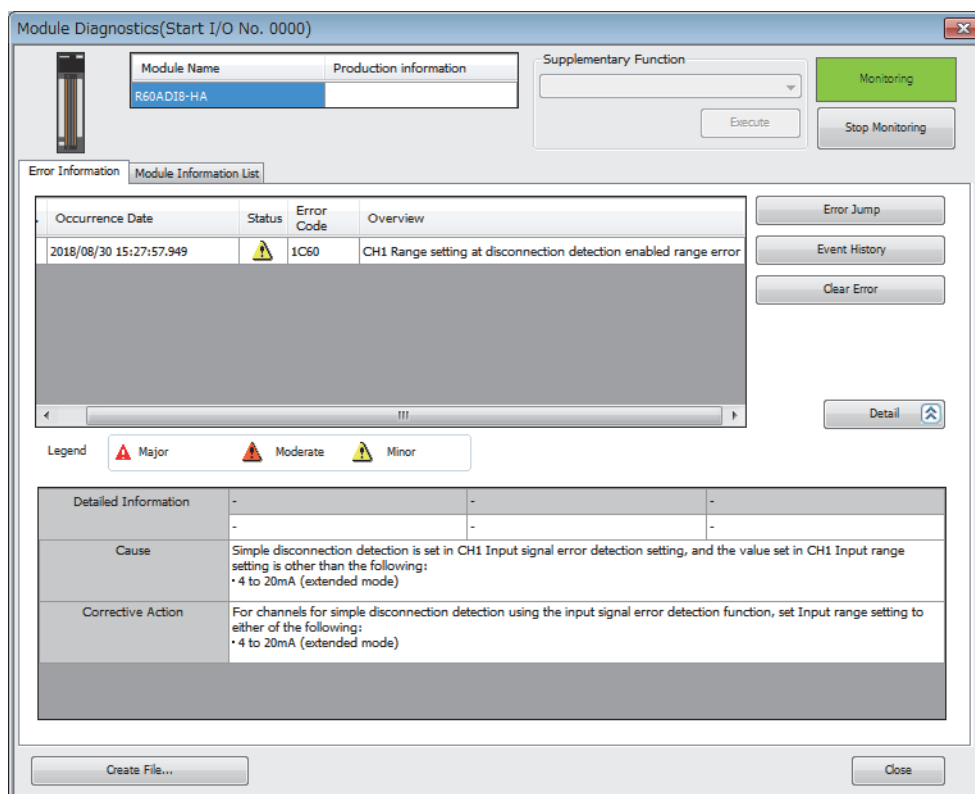 Module Diagnostics(Start I/O No. 0000)
Module Name
Production information
R60ADI8-HA
Supplementary Function
Execute
Monitoring
Stop Monitoring
Error Information
Module Information List
. Occurrence Date
Status
Error
Code
Overview
2018/08/30 15:27:57.949
1C60
CH1 Range setting at disconnection detection enabled range error
Error Jump
Event History
Clear Error
Detail
Legend
Major
Moderate
Minor
Detailed Information
-
-
-
-
-
-
Cause
Simple disconnection detection is set in CH1 Input signal error detection setting, and the value set in CH1 Input range
setting is other than the following:
・4 to 20mA (extended mode)
Corrective Action
For channels for simple disconnection detection using the input signal error detection function, set Input range setting to
either of the following:
・4 to 20mA (extended mode)
Create File...
Close